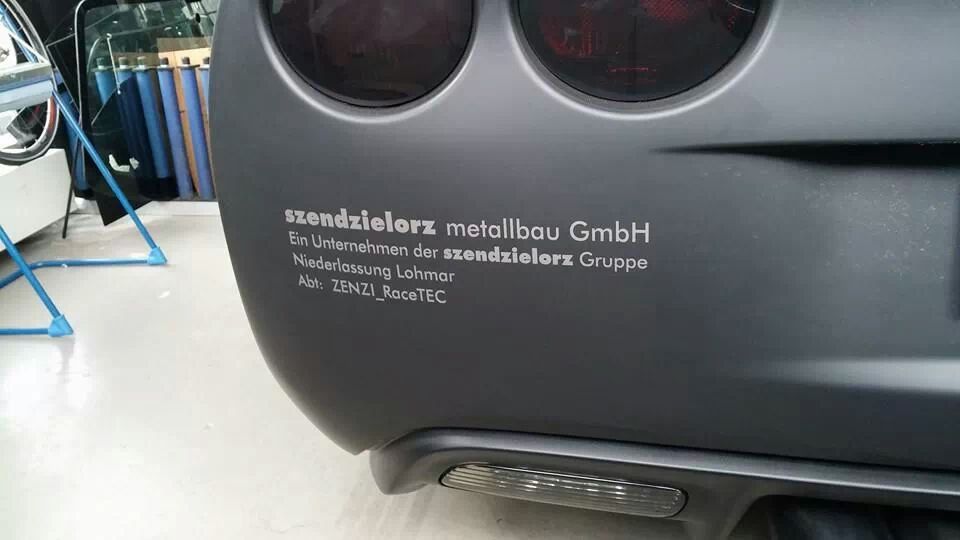 szendzielorz metallbau GmbH
Ein Unternehmen der szendzielorz Gruppe
Niederlassung Lohmar
Abt: ZENZI_RaceTEC